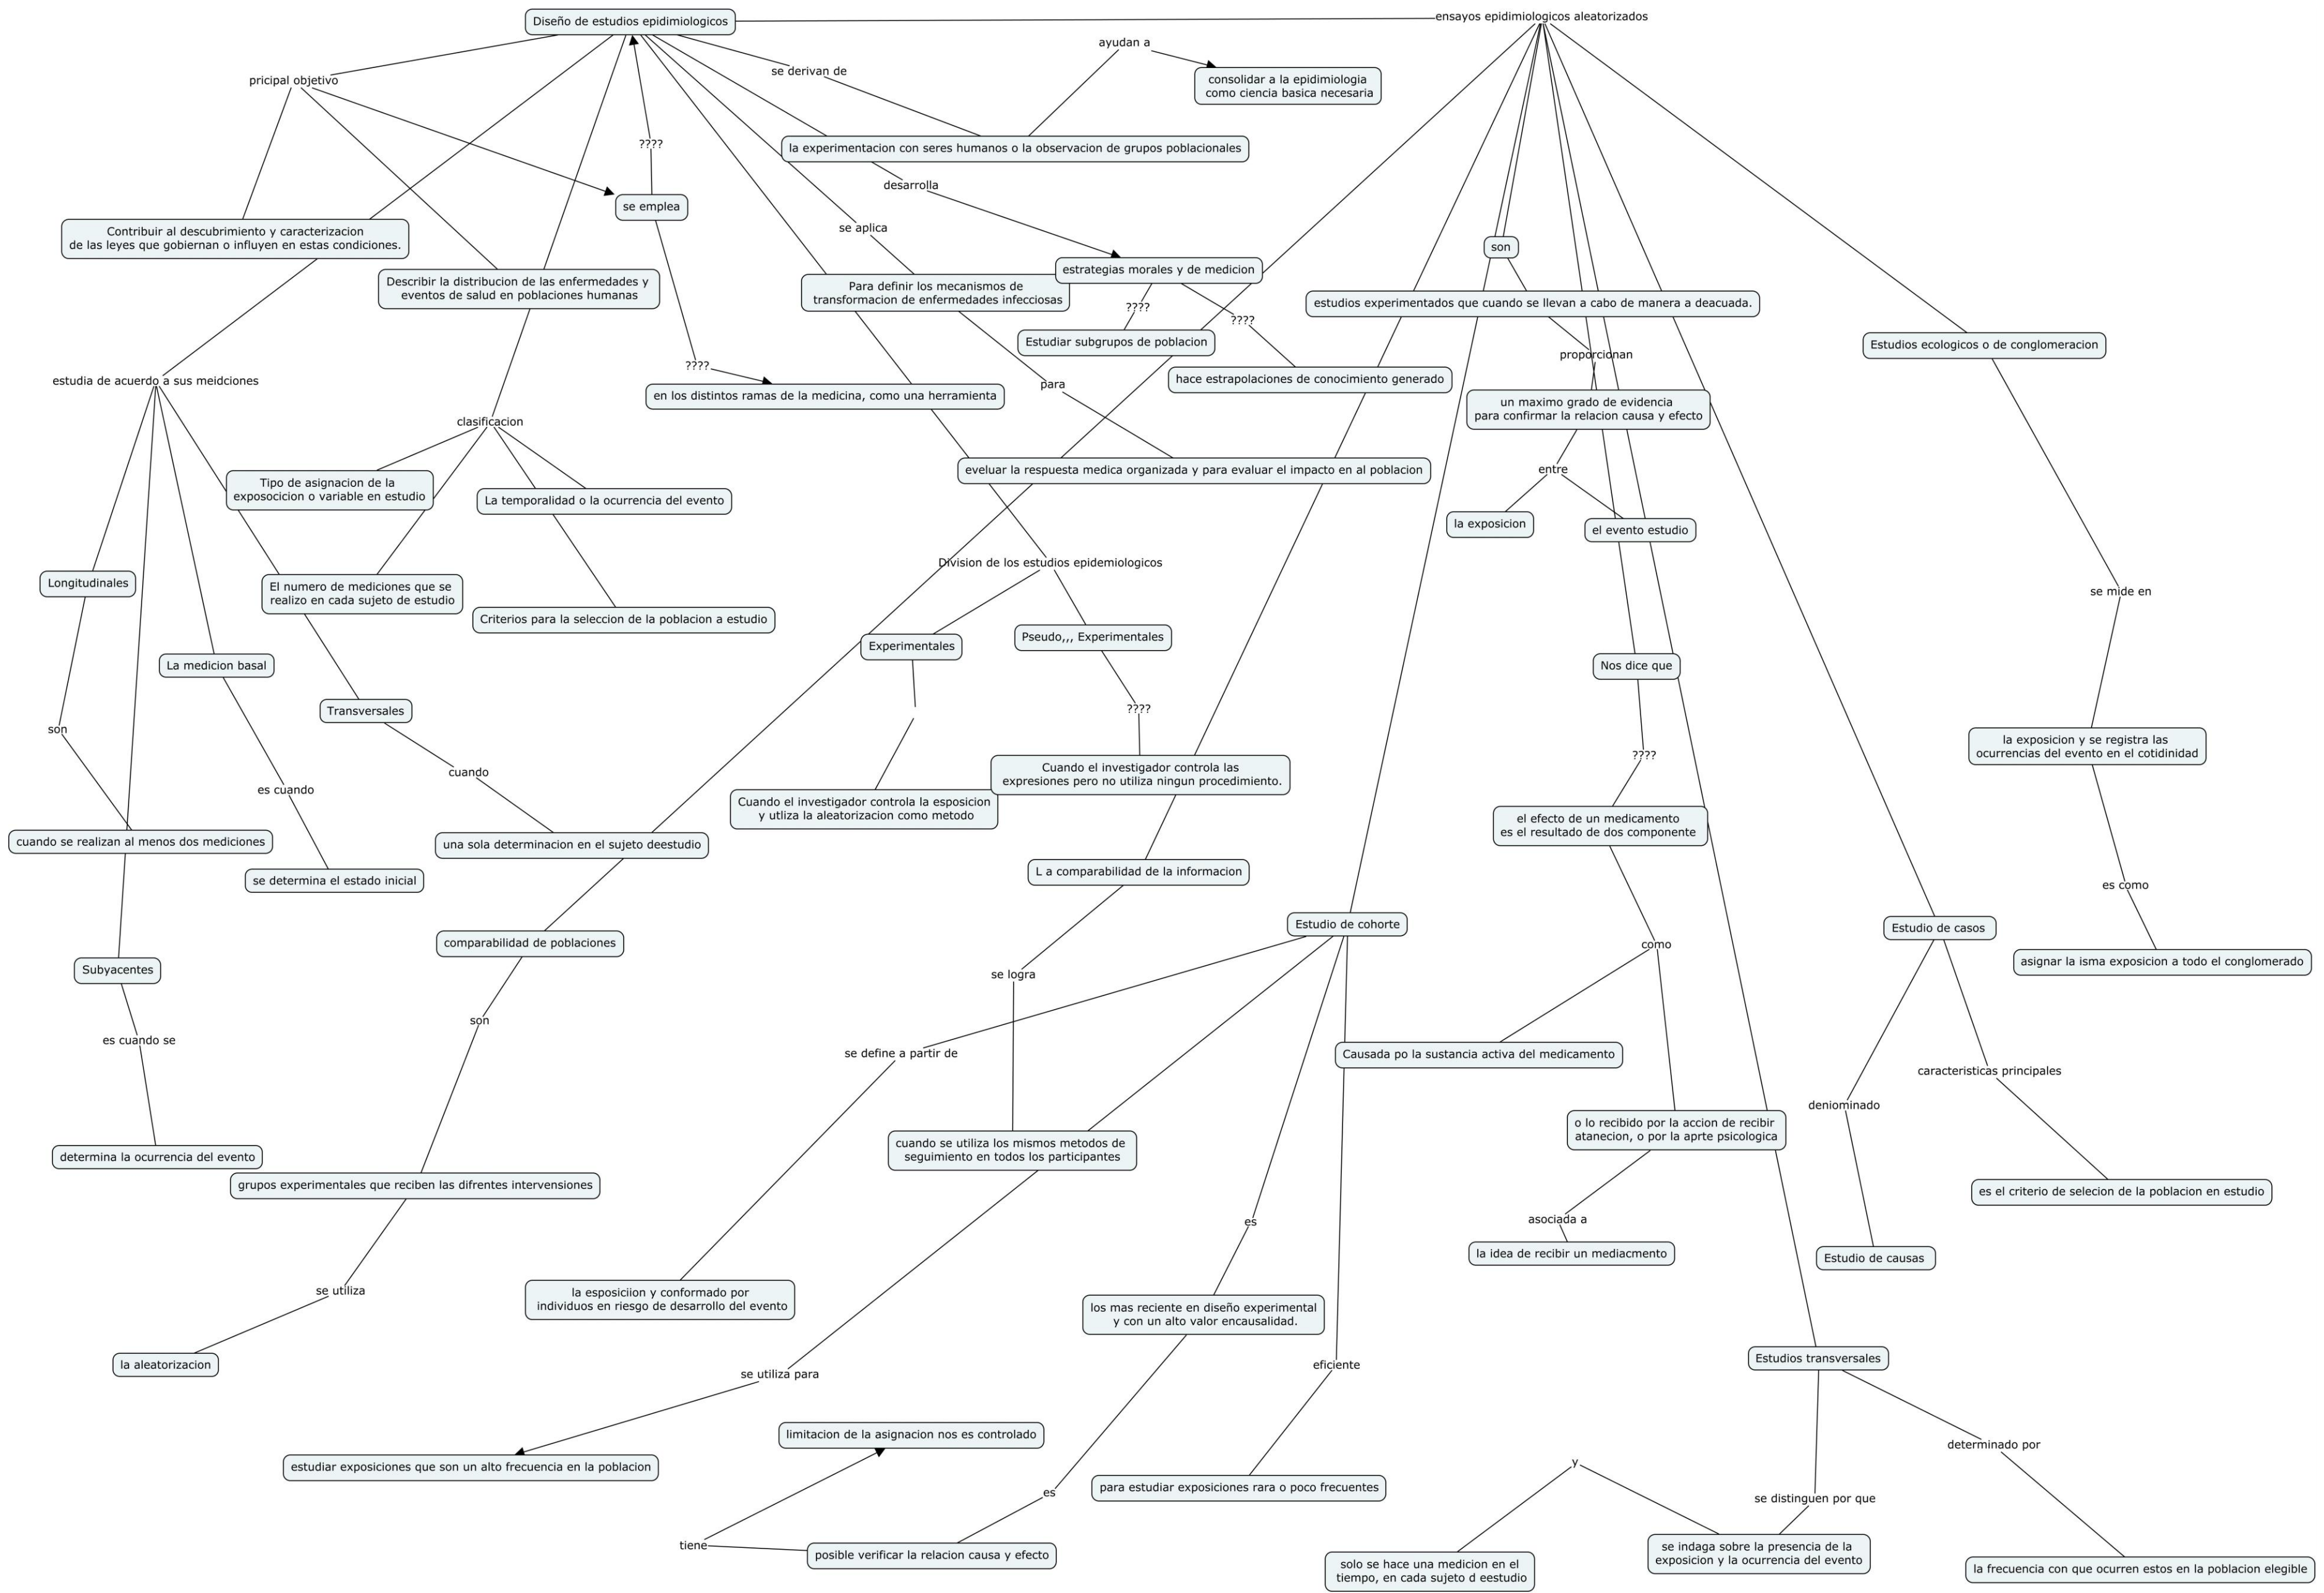 Diseño de estudios epidimiologicos
ensayos epidimiologicos aleatorizados
ayudan a
se derivan de
pricipal objetivo
consolidar a la epidimiologia
como ciencia basica necesaria
????
la experimentacion con seres humanos o la observacion de grupos poblacionales
desarrolla
se emplea
se aplica
Contribuir al descubrimiento y caracterizacion
de las leyes que gobiernan o influyen en estas condiciones.
son
estrategias morales y de medicion
Describir la distribucion de las enfermedades y
eventos de salud en poblaciones humanas
Para definir los mecanismos de
transformacion de enfermedades infecciosas
estudios experimentados que cuando se llevan a cabo de manera a deacuada.
????
????
Estudiar subgrupos de poblacion
Estudios ecologicos o de conglomeracion
proporcionan
????
estudia de acuerdo a sus meidciones
hace estrapolaciones de conocimiento generado
para
en los distintos ramas de la medicina, como una herramienta
un maximo grado de evidencia
para confirmar la relacion causa y efecto
clasificacion
entre
eveluar la respuesta medica organizada y para evaluar el impacto en al poblacion
Tipo de asignacion de la
exposocicion o variable en estudio
La temporalidad o la ocurrencia del evento
la exposicion
el evento estudio
Division de los estudios epidemiologicos
Longitudinales
El numero de mediciones que se
realizo en cada sujeto de estudio
se mide en
Criterios para la seleccion de la poblacion a estudio
Pseudo,,, Experimentales
Experimentales
La medicion basal
Nos dice que
Transversales
????
son
la exposicion y se registra las
ocurrencias del evento en el cotidinidad
????
cuando
Cuando el investigador controla las
expresiones pero no utiliza ningun procedimiento.
es cuando
Cuando el investigador controla la esposicion
y utliza la aleatorizacion como metodo
el efecto de un medicamento
es el resultado de dos componente
cuando se realizan al menos dos mediciones
una sola determinacion en el sujeto deestudio
L a comparabilidad de la informacion
se determina el estado inicial
es como
Estudio de cohorte
Estudio de casos
comparabilidad de poblaciones
como
asignar la isma exposicion a todo el conglomerado
Subyacentes
se logra
son
es cuando se
se define a partir de
Causada po la sustancia activa del medicamento
caracteristicas principales
deniominado
o lo recibido por la accion de recibir
atanecion, o por la aprte psicologica
cuando se utiliza los mismos metodos de
seguimiento en todos los participantes
determina la ocurrencia del evento
grupos experimentales que reciben las difrentes intervensiones
es el criterio de selecion de la poblacion en estudio
asociada a
es
la idea de recibir un mediacmento
Estudio de causas
se utiliza
la esposiciion y conformado por
individuos en riesgo de desarrollo del evento
los mas reciente en diseño experimental
y con un alto valor encausalidad.
la aleatorizacion
Estudios transversales
eficiente
se utiliza para
limitacion de la asignacion nos es controlado
determinado por
y
estudiar exposiciones que son un alto frecuencia en la poblacion
para estudiar exposiciones rara o poco frecuentes
es
se distinguen por que
tiene
posible verificar la relacion causa y efecto
se indaga sobre la presencia de la
exposicion y la ocurrencia del evento
solo se hace una medicion en el
tiempo, en cada sujeto d eestudio
la frecuencia con que ocurren estos en la poblacion elegible